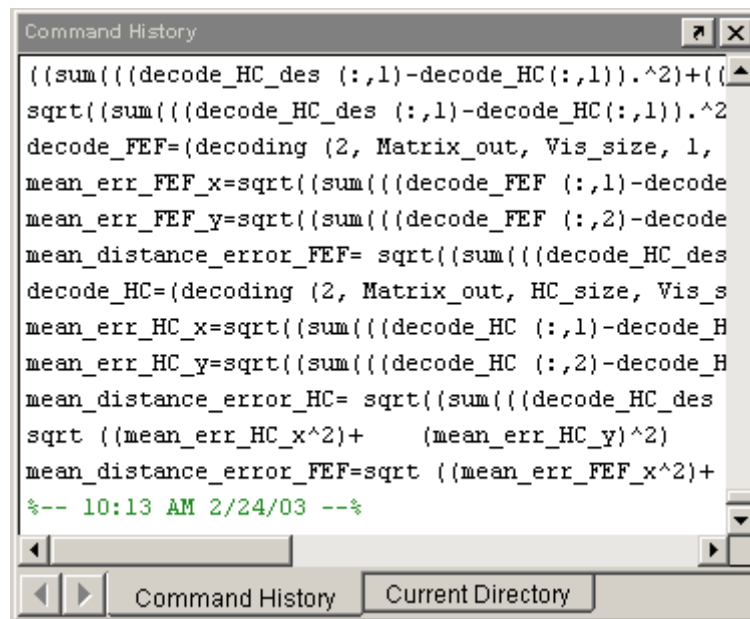 Command History
((sum(((decode_HC_des (:,1)-decode_HC(:,1)).^2)+((
sqrt((sum(((decode_HC_des (:,1)-decode_HC(:,1)).^2
decode_FEF=(decoding (2, Matrix_out, Vis_size, 1,
mean_err_FEF_x=sqrt((sum(((decode_FEF (:,1)-decode
mean_err_FEF_y=sqrt((sum(((decode_FEF (:,2)-decode
mean_distance_error_FEF= sqrt((sum(((decode_HC_des
decode_HC=(decoding (2, Matrix_out, HC_size, Vis_s
mean_err_HC_x=sqrt((sum(((decode_HC (:,1)-decode_H
mean_err_HC_y=sqrt((sum(((decode_HC (:,2)-decode_H
mean_distance_error_HC= sqrt((sum(((decode_HC_des
sqrt ((mean_err_HC_x^2)+    (mean_err_HC_y)^2)
mean_distance_error_FEF=sqrt ((mean_err_FEF_x^2)+
%-- 10:13 AM 2/24/03 --%
Command History
Current Directory